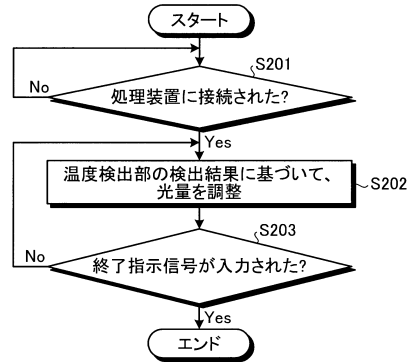 スタート
S201
処理装置に接続された?
No
Yes
温度検出部の検出結果に基づいて、
光量を調整
S202
S203
終了指示信号が入力された?
No
Yes
エンド